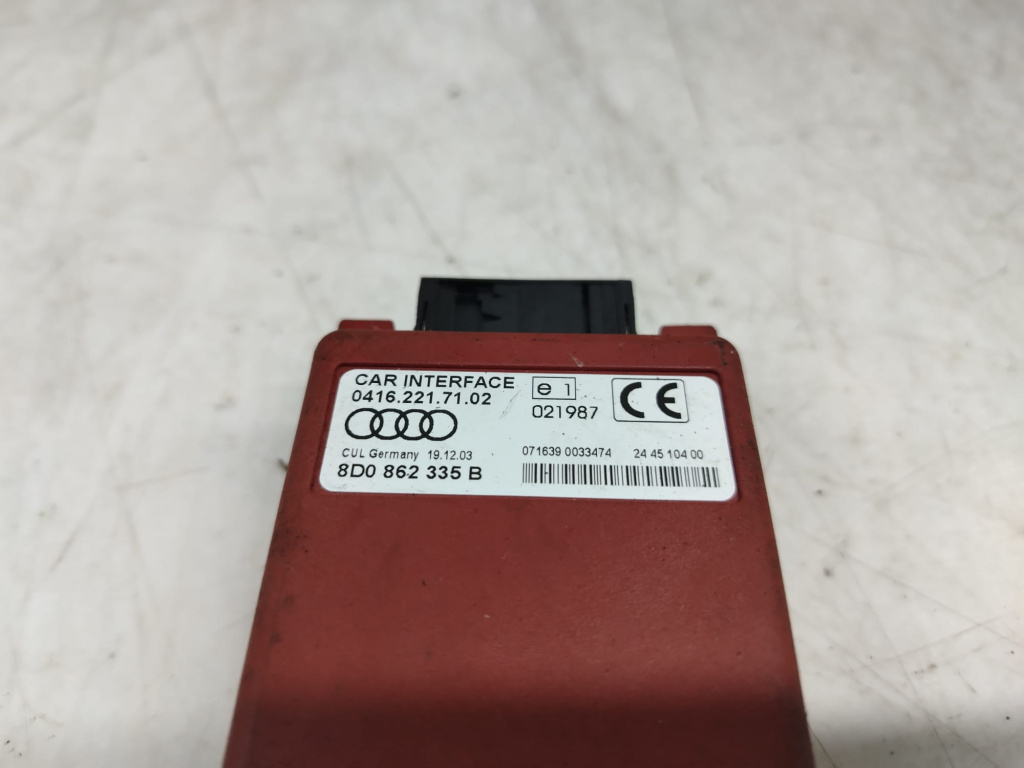 CAR INTERFACE
0416.221.71.02
e 1
021987
CE
CUL Germany 19.12.03
8D0 862 335 B
071639 0033474 24 45 104 00